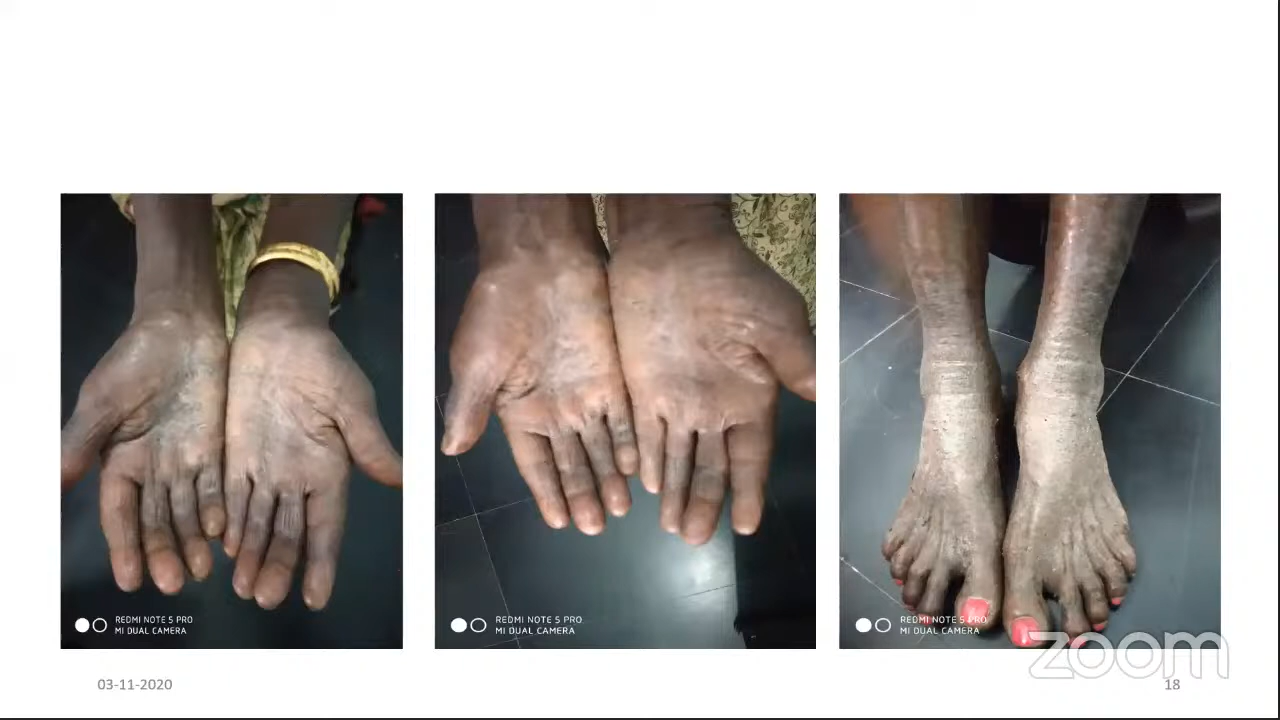 REDMI NOTE 5 PRO
MI DUAL CAMERA
REDMI NOTE 5 PRO
MI DUAL CAMERA
REDMI NOTE 5 PRO
MI DUAL CAMERA
zoom
03-11-2020
18